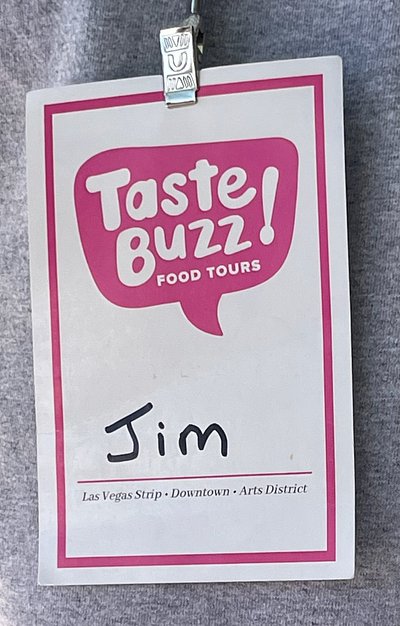 Taste
Buzz!
FOOD TOURS
Jim
Las Vegas Strip • Downtown • Arts District